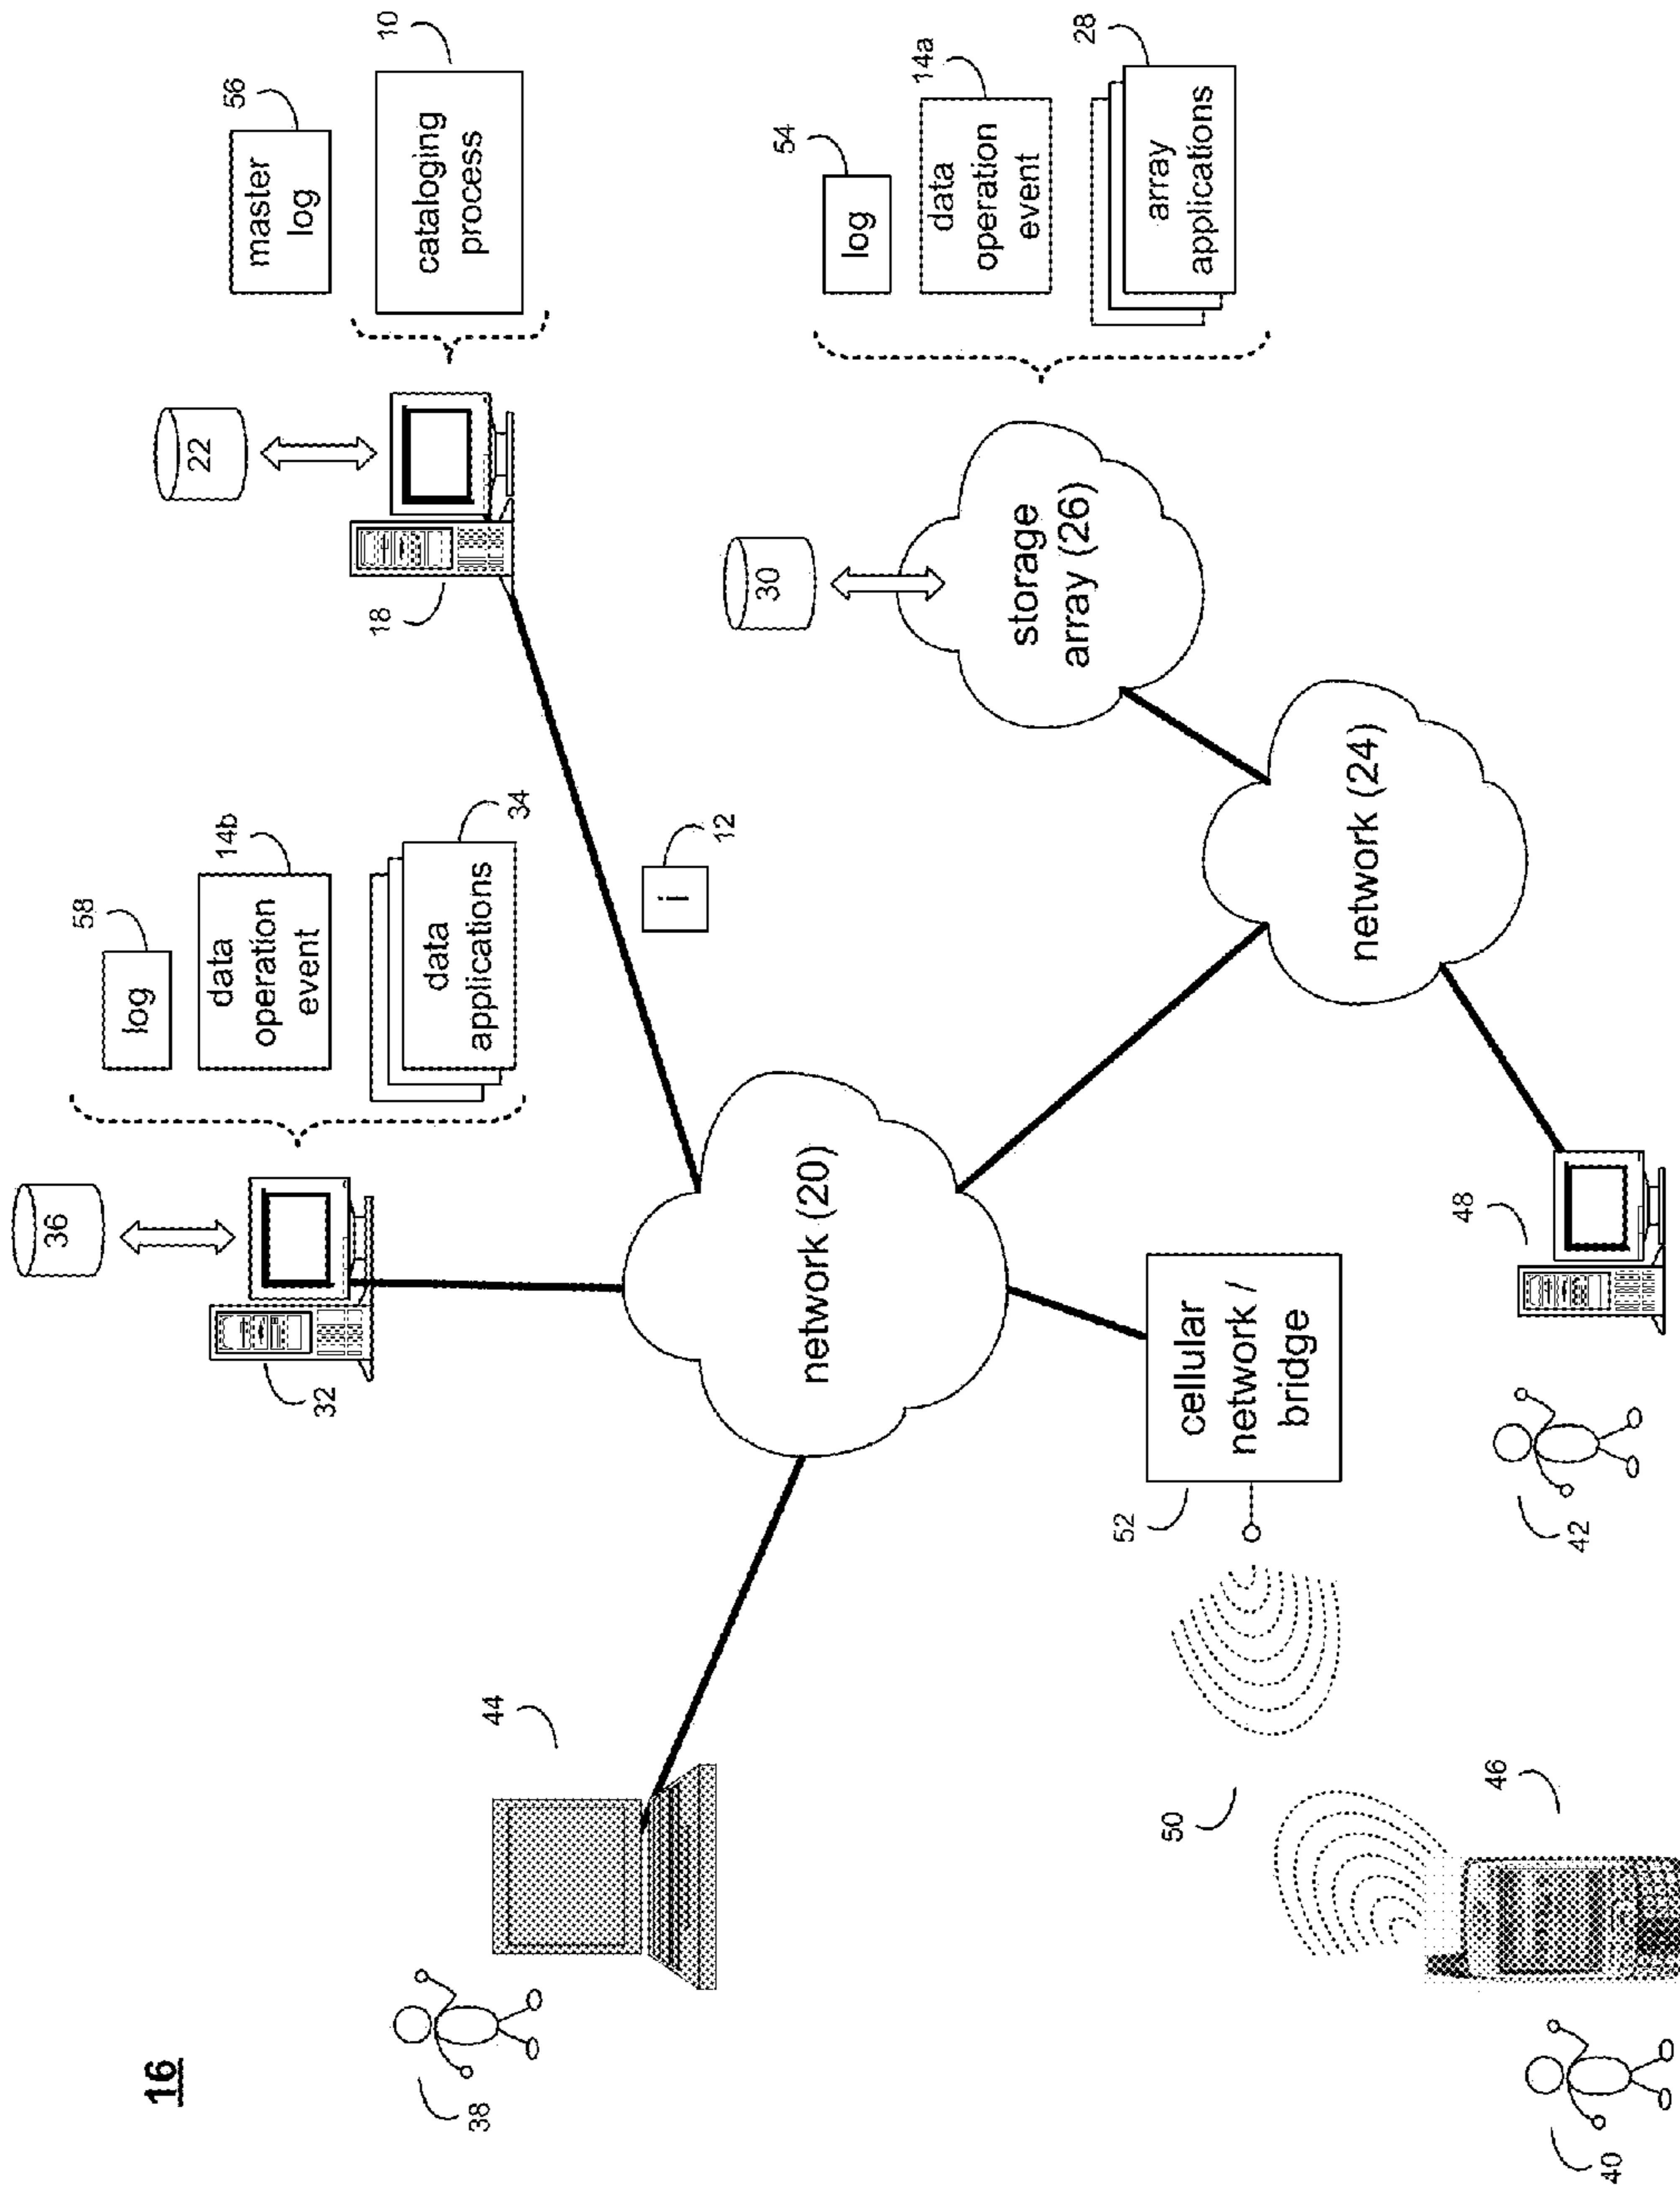 16
36
58
log
14b
data
operation
event
34
data
applications
32
22
56
master
log
10
cataloging
process
18
38
44
12
i
network (20)
30
54
log
14a
data
operation
event
28
array
applications
storage
array (26)
50
52
cellular
network /
bridge
network (24)
40
46
42
48